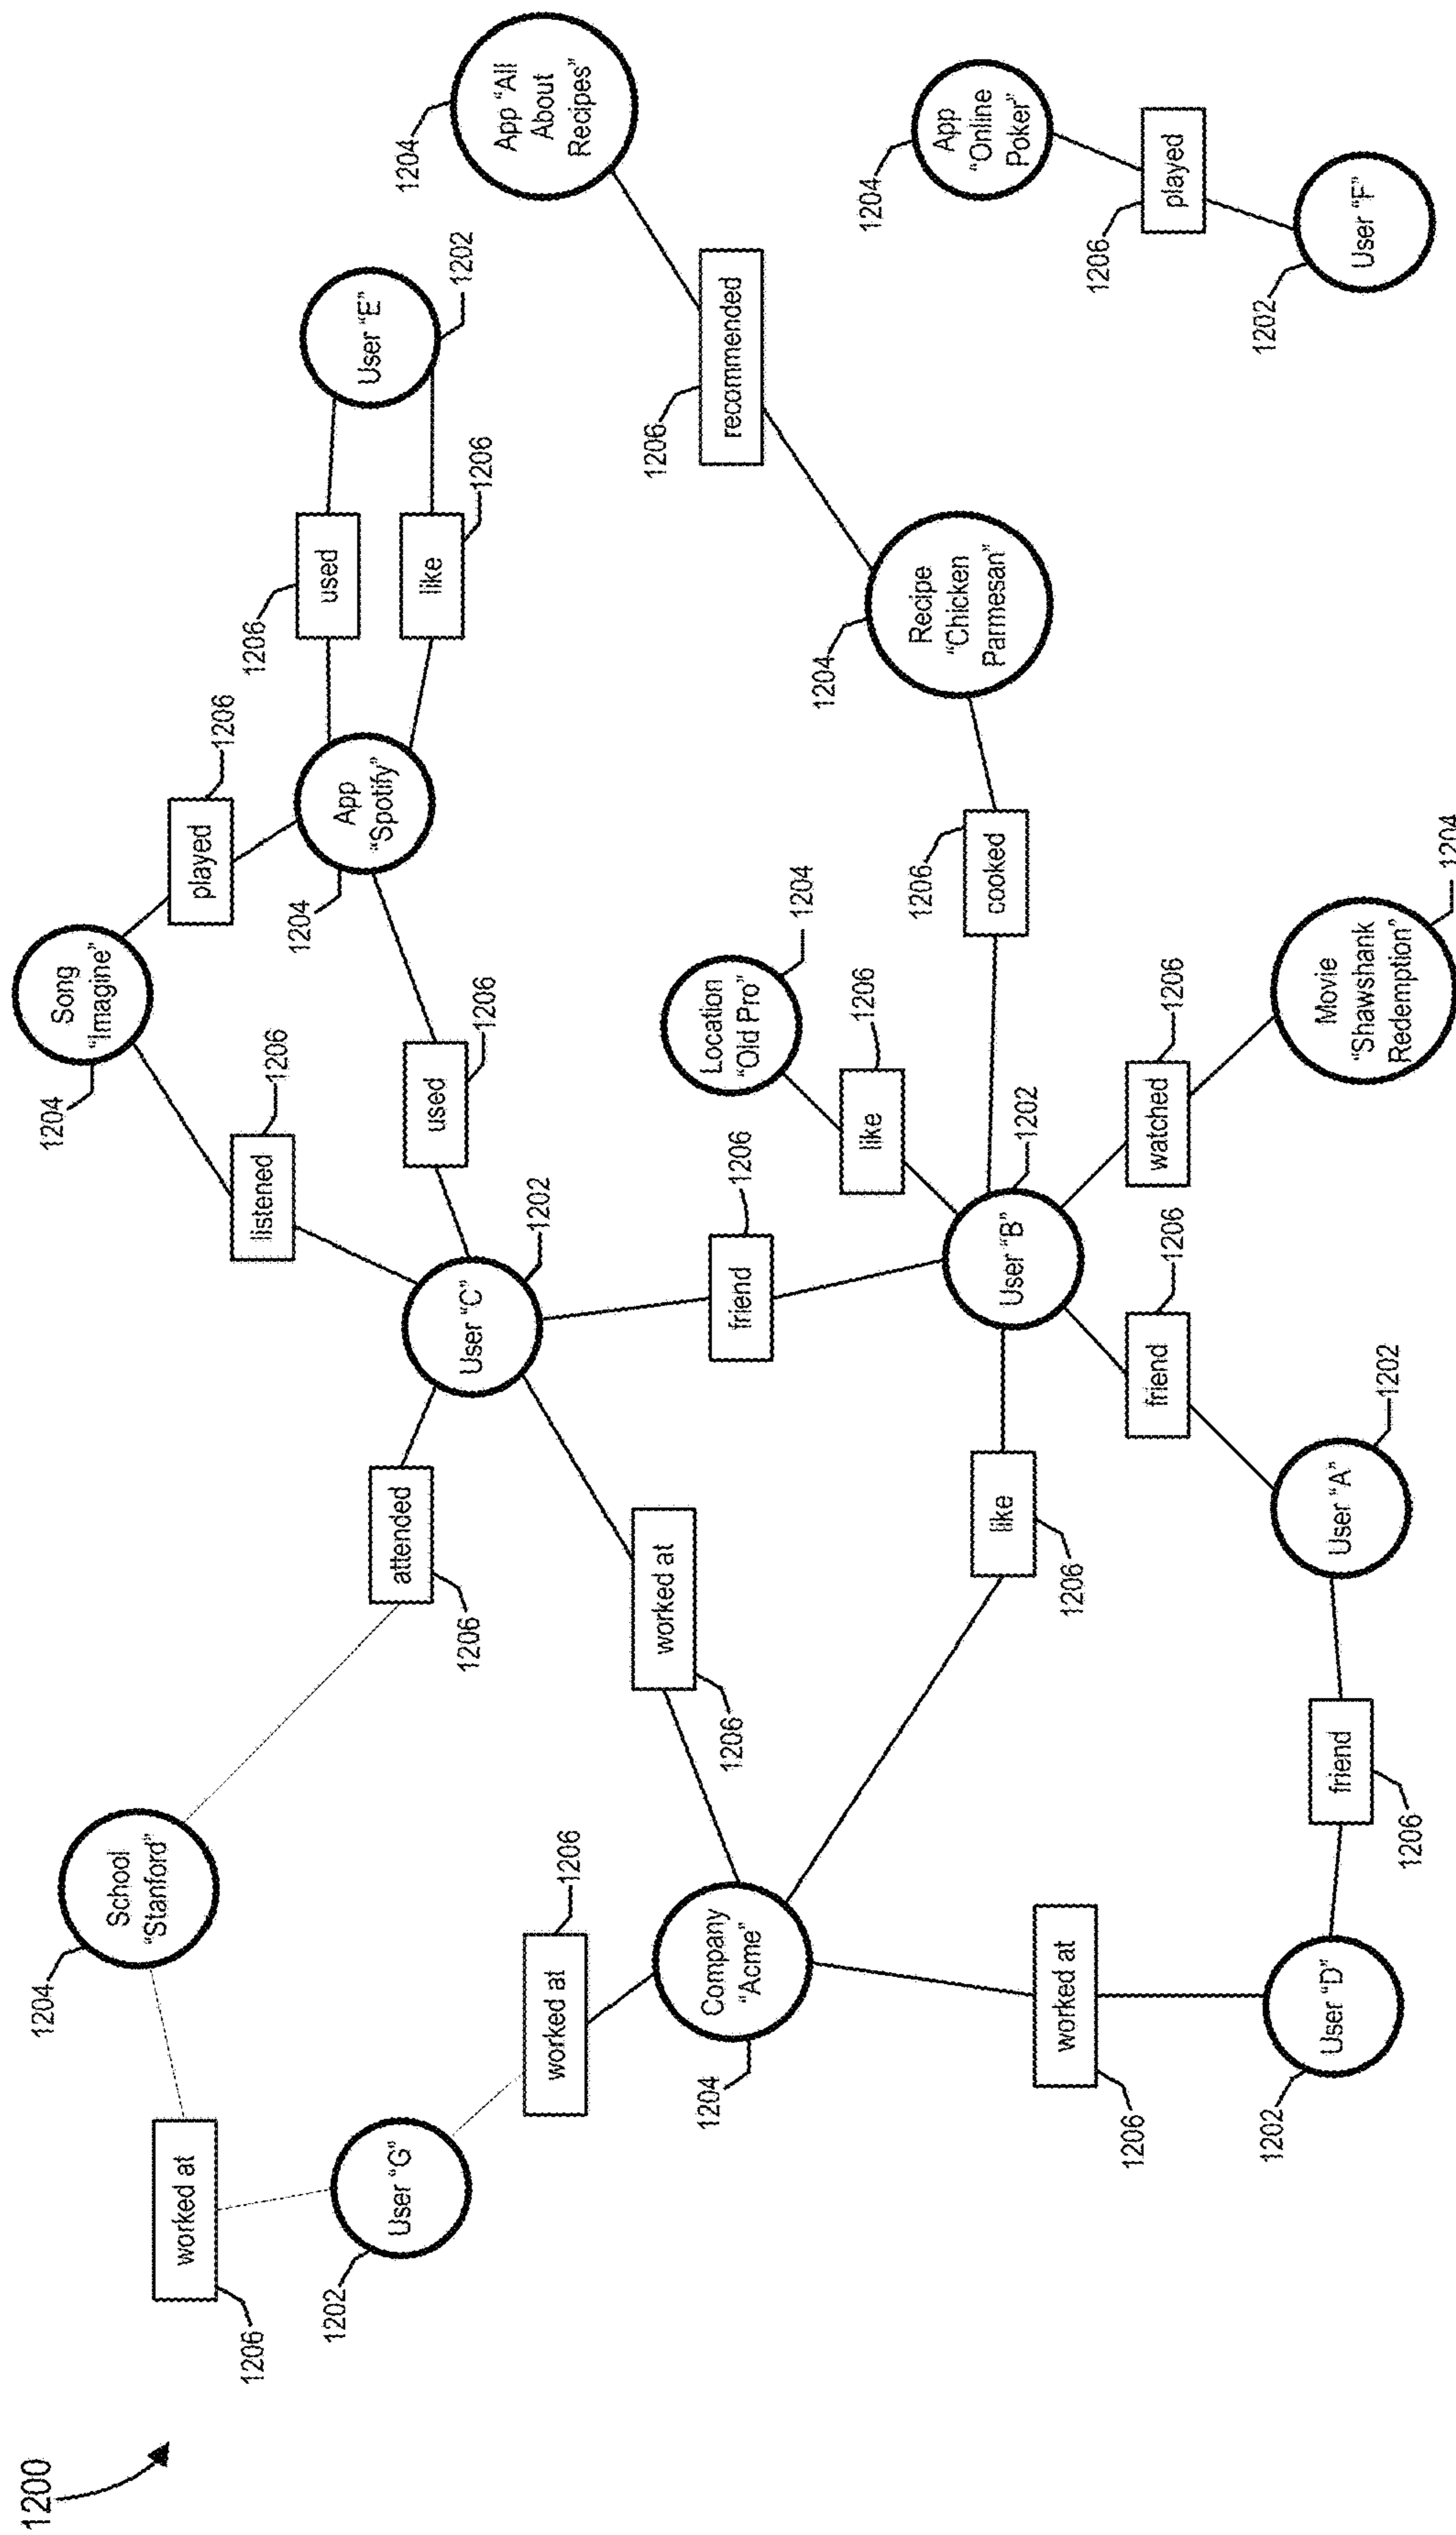 1200
1204
School
"Stanford"
1204
Song
"Imagine"
1206
worked at
1206
played
1206
listened
1206
1202
User "G"
1206
attended
1204
App
"Spotify"
1206
used
1202
User "E"
like
1206
1202
User "C"
used
1206
1204
App "All
About
Recipes"
1206
worked at
1206
worked at
1206
friend
1206
recommended
1204
Company
"Acme"
Location
"Old Pro"
1204
like
1206
1204
Recipe
"Chicken
Parmesan"
1206
cooked
1202
User "B"
like
1206
1204
App
"Online
Poker"
1206
worked at
friend
1206
watched
1206
1206
played
1202
User "D"
friend
1206
User "A"
1202
Movie
"Shawshank
Redemption"
1204
1202
User "F"